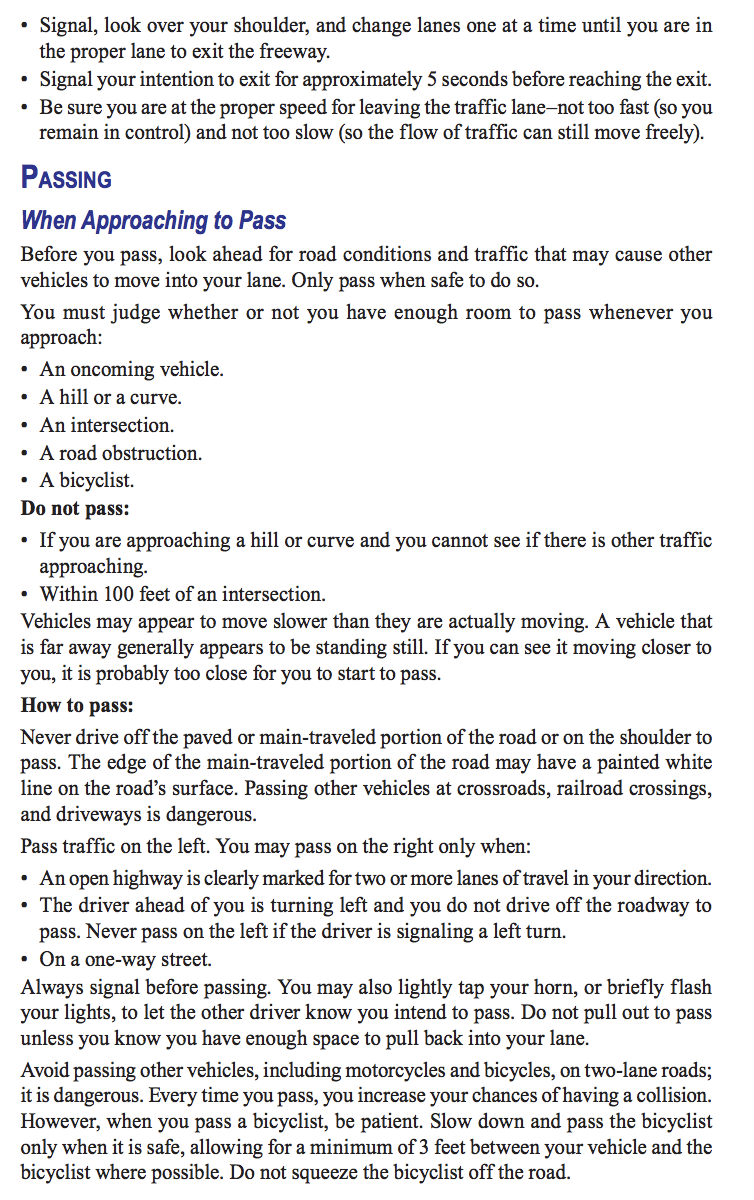 • Signal, look over your shoulder, and change lanes one at a time until you are in
the proper lane to exit the freeway.
• Signal your intention to exit for approximately 5 seconds before reaching the exit.
• Be sure you are at the proper speed for leaving the traffic lane–not too fast (so you
remain in control) and not too slow (so the flow of traffic can still move freely).
PASSING
When Approaching to Pass
Before you pass, look ahead for road conditions and traffic that may cause other
vehicles to move into your lane. Only pass when safe to do so.
You must judge whether or not you have enough room to pass whenever you
approach:
• An oncoming vehicle.
• A hill or a curve.
• An intersection.
• A road obstruction.
• A bicyclist.
Do not pass:
• If you are approaching a hill or curve and you cannot see if there is other traffic
approaching.
• Within 100 feet of an intersection.
Vehicles may appear to move slower than they are actually moving. A vehicle that
is far away generally appears to be standing still. If you can see it moving closer to
you, it is probably too close for you to start to pass.
How to pass:
Never drive off the paved or main-traveled portion of the road or on the shoulder to
pass. The edge of the main-traveled portion of the road may have a painted white
line on the road’s surface. Passing other vehicles at crossroads, railroad crossings,
and driveways is dangerous.
Pass traffic on the left. You may pass on the right only when:
• An open highway is clearly marked for two or more lanes of travel in your direction.
• The driver ahead of you is turning left and you do not drive off the roadway to
pass. Never pass on the left if the driver is signaling a left turn.
• On a one-way street.
Always signal before passing. You may also lightly tap your horn, or briefly flash
your lights, to let the other driver know you intend to pass. Do not pull out to pass
unless you know you have enough space to pull back into your lane.
Avoid passing other vehicles, including motorcycles and bicycles, on two-lane roads;
it is dangerous. Every time you pass, you increase your chances of having a collision.
However, when you pass a bicyclist, be patient. Slow down and pass the bicyclist
only when it is safe, allowing for a minimum of 3 feet between your vehicle and the
bicyclist where possible. Do not squeeze the bicyclist off the road.